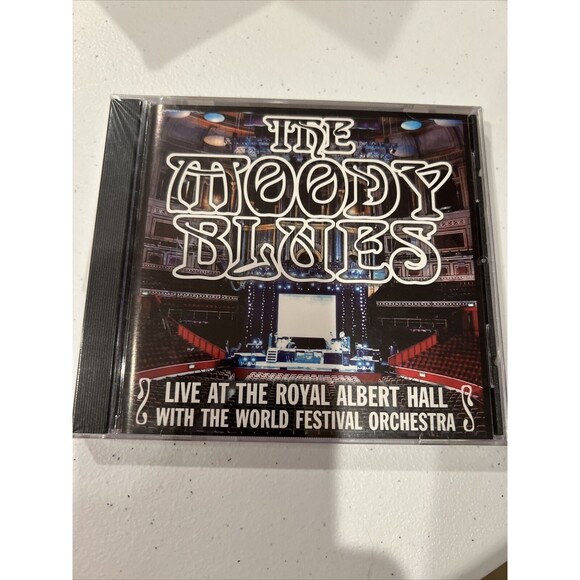 THE
MOODY
BLUES
LIVE AT THE ROYAL ALBERT HALL
WITH THE WORLD FESTIVAL ORCHESTRA